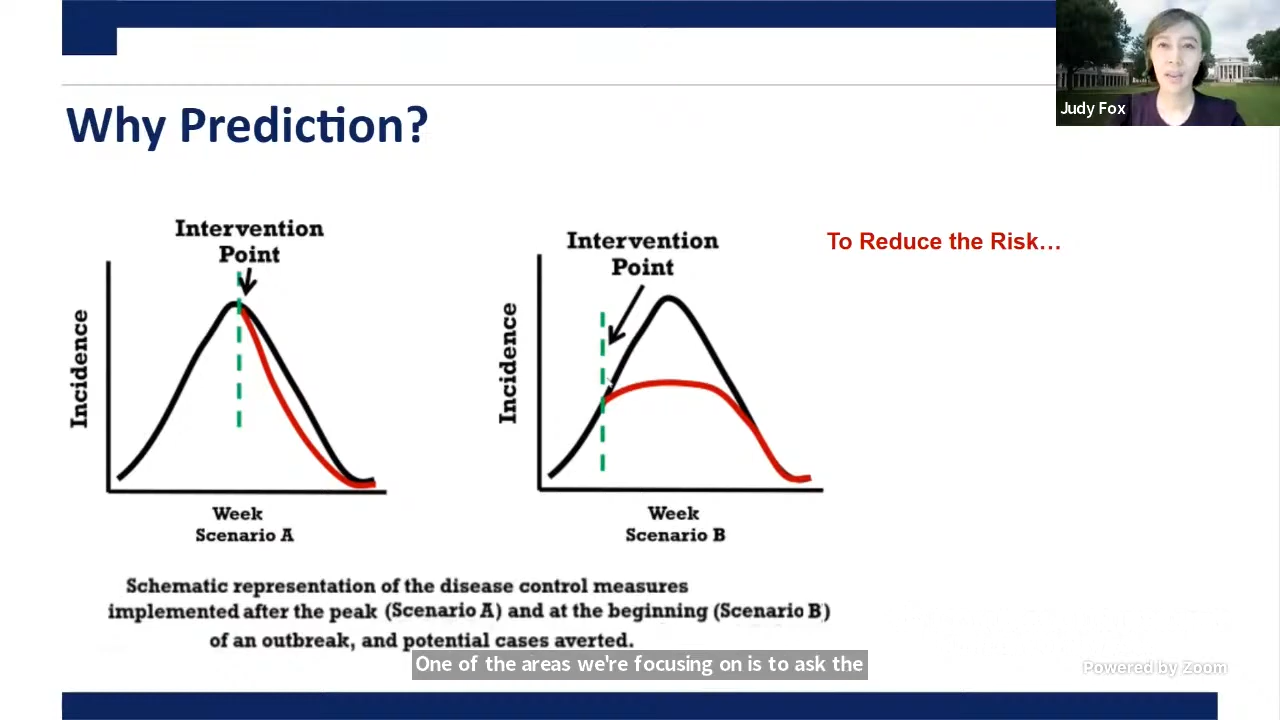 Judy Fox
Why Prediction?
Intervention
Point
Incidence
Week
Scenario A
Intervention
Point
Incidence
Week
Scenario B
To Reduce the Risk…
Schematic representation of the disease control measures
implemented after the peak (Scenario A) and at the beginning (Scenario B)
of an outbreak, and potential cases averted.
One of the areas we're focusing on is to ask the
Powered by Zoom